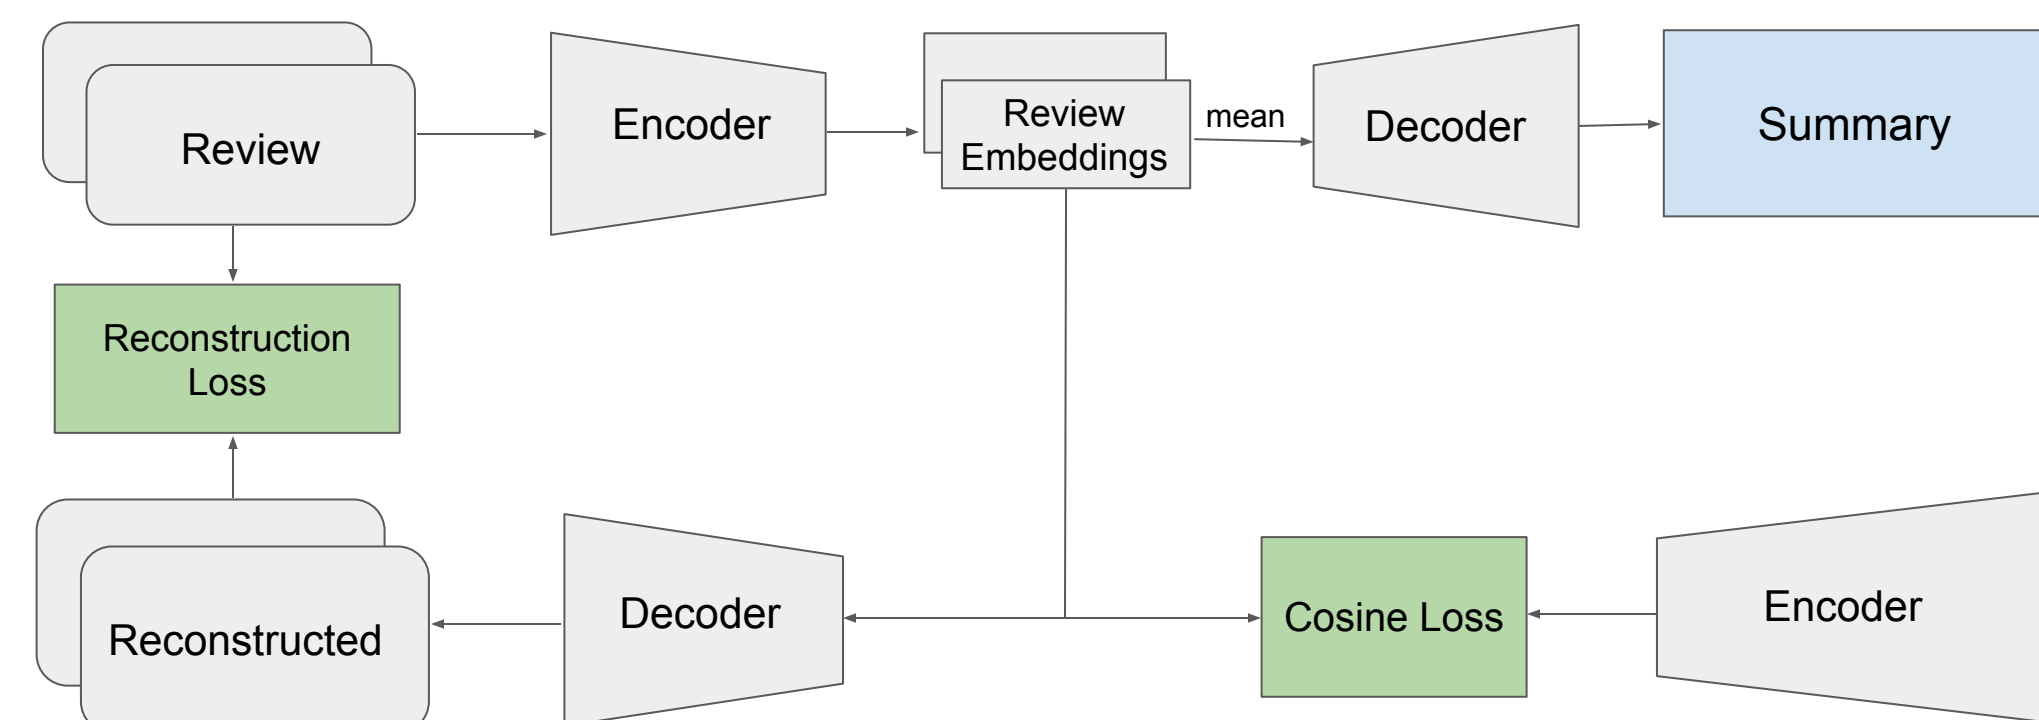 Review
Encoder
Review
Embeddings
mean
Decoder
Summary
Reconstruction
Loss
Reconstructed
Decoder
Cosine Loss
Encoder